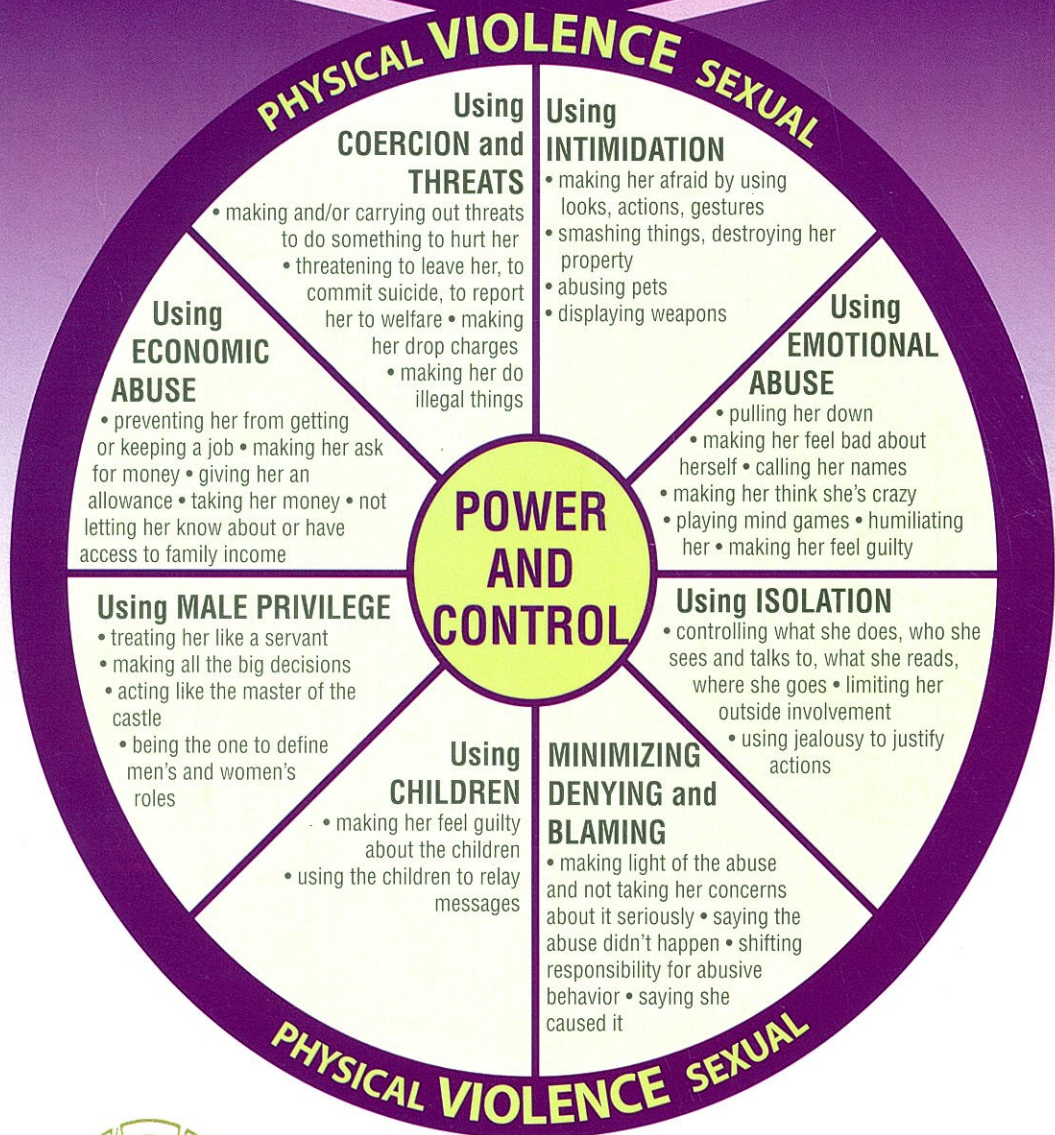 PHYSICAL VIOLENCE SEXUAL
Using
COERCION and
THREATS
• making and/or carrying out threats
to do something to hurt her
• threatening to leave her, to
commit suicide, to report
her to welfare • making
her drop charges
• making her do
illegal things
Using
INTIMIDATION
• making her afraid by using
looks, actions, gestures
• smashing things, destroying her
property
• abusing pets
• displaying weapons
Using
EMOTIONAL
ABUSE
• pulling her down
• making her feel bad about
herself • calling her names
• making her think she's crazy
• playing mind games • humiliating
her • making her feel guilty
Using ISOLATION
• controlling what she does, who she
sees and talks to, what she reads,
where she goes • limiting her
outside involvement
• using jealousy to justify
actions
MINIMIZING
DENYING and
BLAMING
• making light of the abuse
and not taking her concerns
about it seriously • saying the
abuse didn't happen • shifting
responsibility for abusive
behavior • saying she
caused it
Using
CHILDREN
• making her feel guilty
about the children
• using the children to relay
messages
Using MALE PRIVILEGE
• treating her like a servant
• making all the big decisions
• acting like the master of the
castle
• being the one to define
men's and women's
roles
Using
ECONOMIC
ABUSE
• preventing her from getting
or keeping a job • making her ask
for money • giving her an
allowance • taking her money • not
letting her know about or have
access to family income
POWER
AND
CONTROL
PHYSICAL VIOLENCE SEXUAL